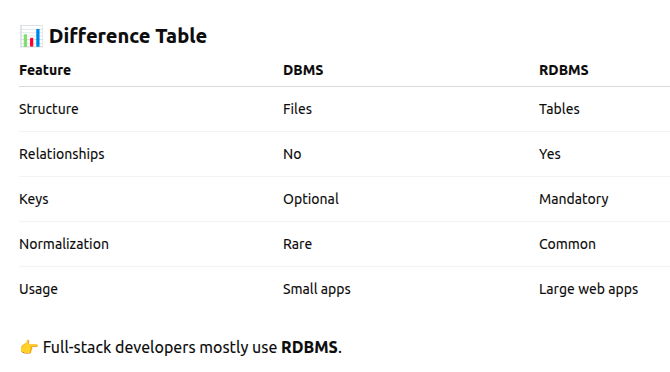 📊 Difference Table
Feature DBMS RDBMS
Structure Files Tables
Relationships No Yes
Keys Optional Mandatory
Normalization Rare Common
Usage Small apps Large web apps
👉 Full-stack developers mostly use RDBMS.